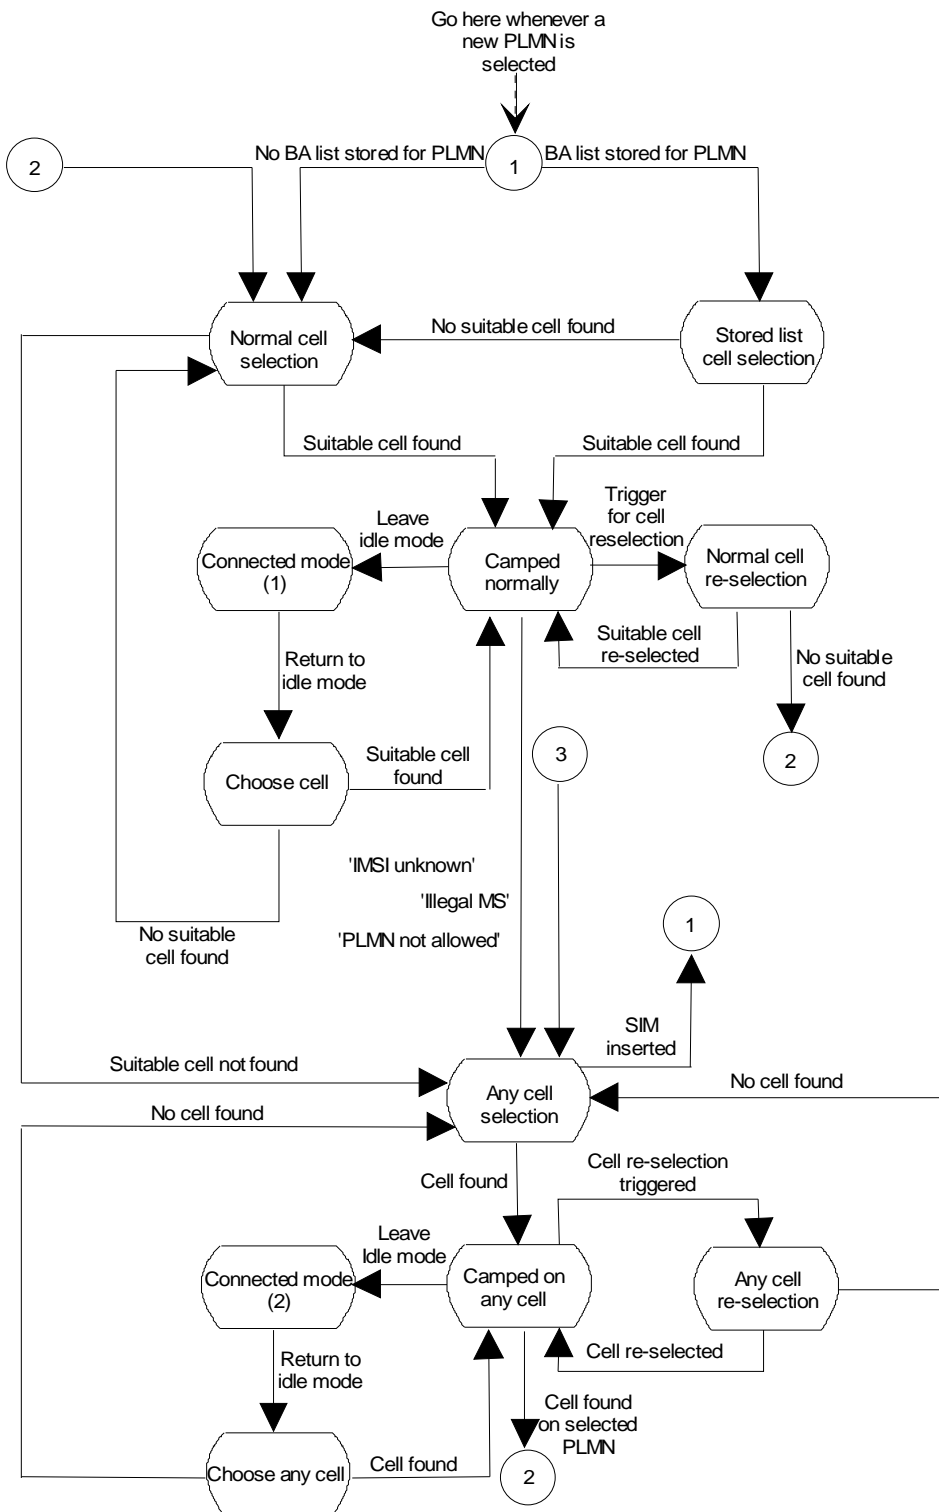 Go here whenever a
new PLMN is
selected
2
No BA list stored for PLMN
1
BA list stored for PLMN
Normal cell
selection
No suitable cell found
Stored list
cell selection
Suitable cell found
Suitable cell found
Leave
idle mode
Trigger
for cell
reselection
Connected mode
(1)
Camped
normally
Normal cell
re-selection
Suitable cell
re-selected
Return to
idle mode
No suitable
cell found
Choose cell
Suitable cell
found
3
2
'IMSI unknown'
'Illegal MS'
'PLMN not allowed'
No suitable
cell found
1
SIM
inserted
Suitable cell not found
Any cell
selection
No cell found
No cell found
Cell found
Cell re-selection
triggered
Leave
Idle mode
Connected mode
(2)
Camped on
any cell
Any cell
re-selection
Return to
idle mode
Cell re-selected
Cell found
on selected
PLMN
Choose any cell
Cell found
2